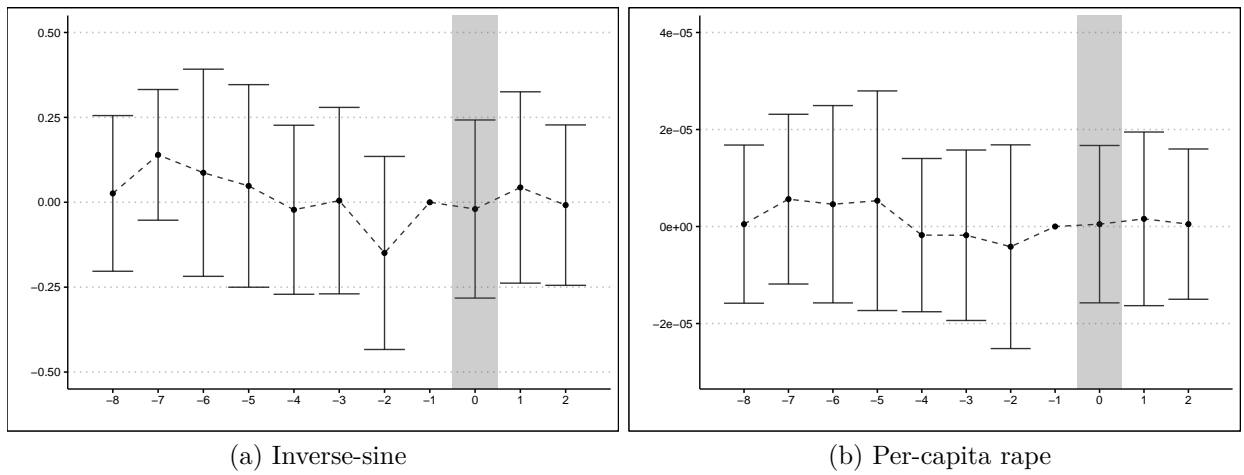 0.50
0.25
0.00
−0.25
−0.50
−8 −7 −6 −5 −4 −3 −2 −1 0 1 2
(a) Inverse-sine
4e−05
2e−05
0e+00
−2e−05
−8 −7 −6 −5 −4 −3 −2 −1 0 1 2
(b) Per-capita rape